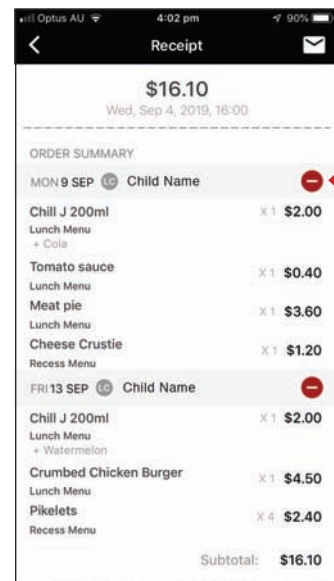 Optus AU 4:02 pm 90%
Receipt
$16.10
Wed, Sep 4, 2019, 16:00
ORDER SUMMARY
MON 9 SEP LC Child Name
Chill J 200ml X 1 $2.00
Lunch Menu
+ Cola
Tomato sauce X 1 $0.40
Lunch Menu
Meat pie X 1 $3.60
Lunch Menu
Cheese Crustie X 1 $1.20
Recess Menu
FRI 13 SEP LC Child Name
Chill J 200ml X 1 $2.00
Lunch Menu
+ Watermelon
Crumbed Chicken Burger X 1 $4.50
Lunch Menu
Pikelets X 4 $2.40
Recess Menu
Subtotal: $16.10